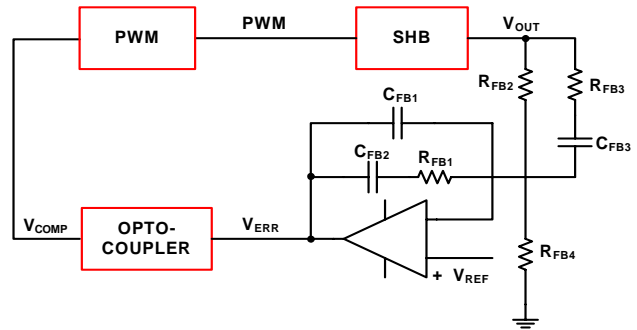 PWM
PWM
SHB
VOUT
RFB2
RFB3
CFB1
CFB3
CFB2
RFB1
VCOMP
OPTO-
COUPLER
VERR
RFB4
+ VREF